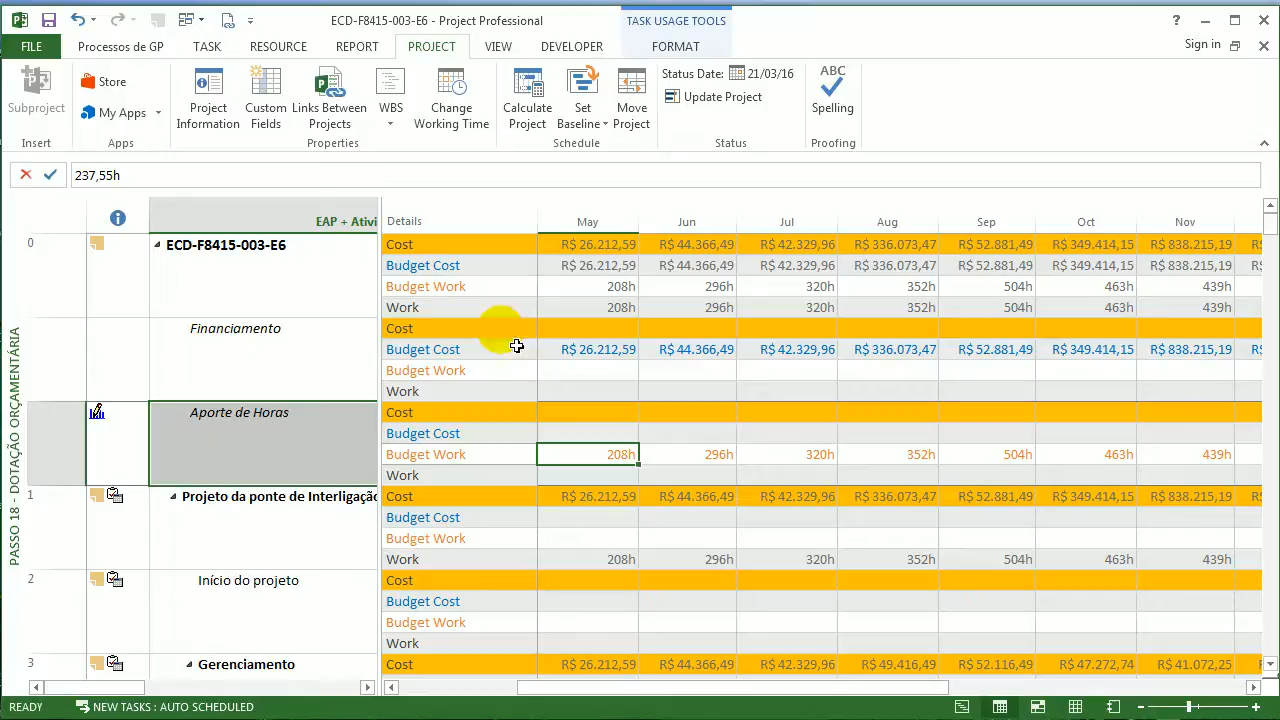 ECD-F8415-003-E6 - Project Professional
TASK USAGE TOOLS
Sign in
FILE Processos de GP TASK RESOURCE REPORT PROJECT VIEW DEVELOPER FORMAT
Subproject
Store
My Apps
Project Information
Custom Fields
Links Between Projects
WBS
Change Working Time
Calculate Project
Set Baseline
Move Project
Status Date: 21/03/16
Update Project
ABC
Spelling
Insert Apps Properties Schedule Status Proofing
237,55h
EAP + Ativi Details May Jun Jul Aug Sep Oct Nov
0 ECD-F8415-003-E6 Cost R$ 26.212,59 R$ 44.366,49 R$ 42.329,96 R$ 336.073,47 R$ 52.881,49 R$ 349.414,15 R$ 838.215,19
Budget Cost R$ 26.212,59 R$ 44.366,49 R$ 42.329,96 R$ 336.073,47 R$ 52.881,49 R$ 349.414,15 R$ 838.215,19
Budget Work 208h 296h 320h 352h 504h 463h 439h
Work 208h 296h 320h 352h 504h 463h 439h
Financiamento Cost
Budget Cost R$ 26.212,59 R$ 44.366,49 R$ 42.329,96 R$ 336.073,47 R$ 52.881,49 R$ 349.414,15 R$ 838.215,19
Budget Work
Work
Aporte de Horas Cost
Budget Cost
Budget Work 208h 296h 320h 352h 504h 463h 439h
Work
1 Projeto da ponte de Interligaçã Cost R$ 26.212,59 R$ 44.366,49 R$ 42.329,96 R$ 336.073,47 R$ 52.881,49 R$ 349.414,15 R$ 838.215,19
Budget Cost
Budget Work
Work 208h 296h 320h 352h 504h 463h 439h
2 Início do projeto Cost
Budget Cost
Budget Work
Work
3 Gerenciamento Cost R$ 26.212,59 R$ 44.366,49 R$ 42.329,96 R$ 49.416,49 R$ 52.116,49 R$ 47.272,74 R$ 41.072,25
PASSO 18 - DOTAÇÃO ORÇAMENTÁRIA
READY NEW TASKS : AUTO SCHEDULED